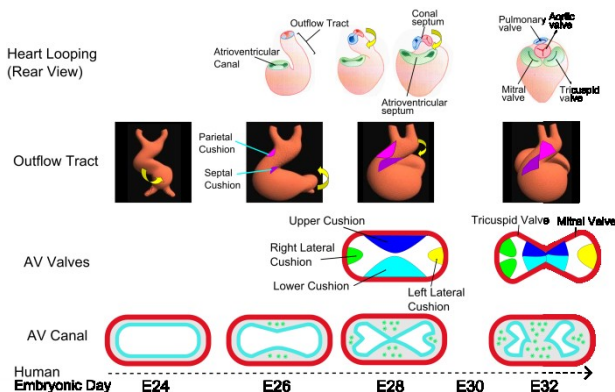 Heart Looping
(Rear View)
Outflow Tract
Atrioventricular
Canal
Conal
septum
Atrioventricular
septum
Pulmonary
valve
Aortic
valve
Mitral
valve
Tricuspid
valve
Outflow Tract
Parietal
Cushion
Septal
Cushion
AV Valves
Upper Cushion
Right Lateral
Cushion
Lower Cushion
Left Lateral
Cushion
Tricuspid Valve
Mitral Valve
AV Canal
Human
Embryonic Day
E24
E26
E28
E30
E32